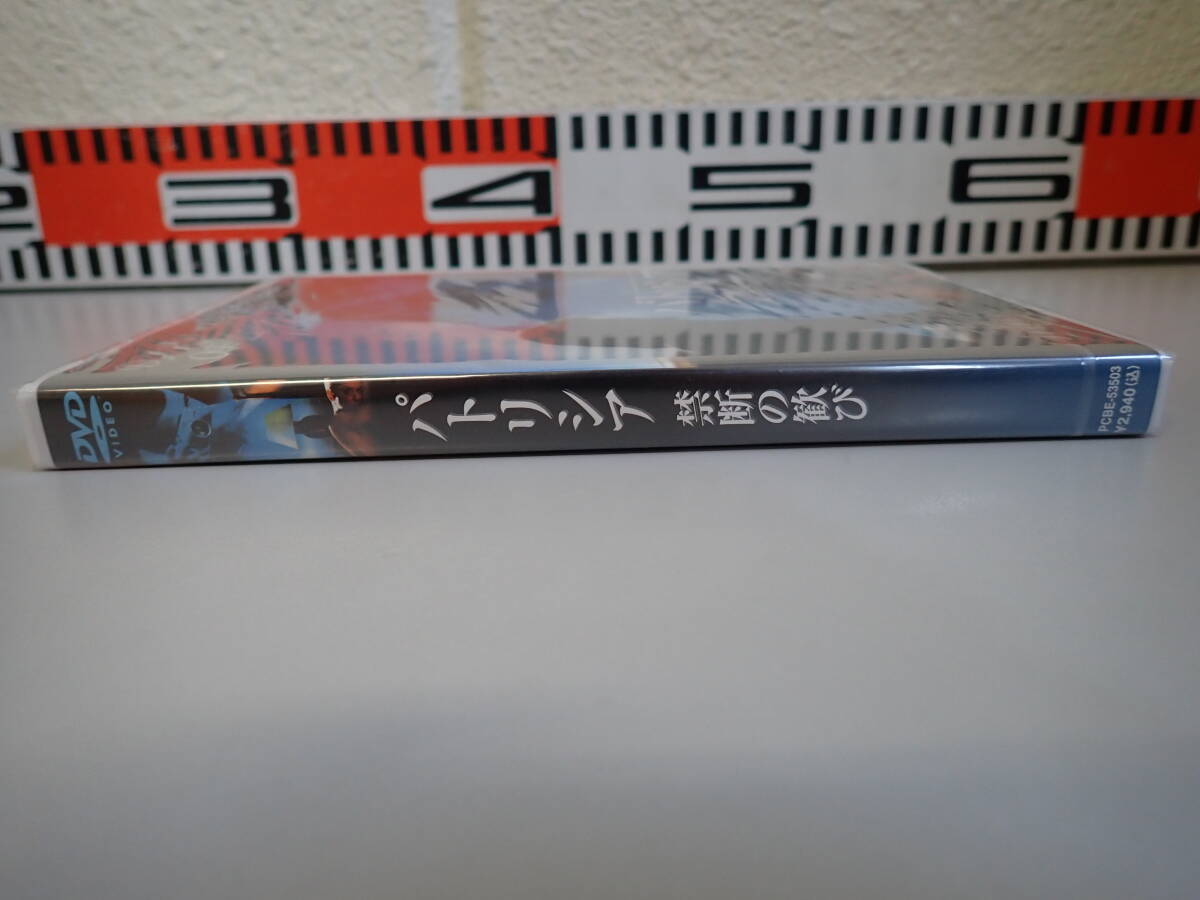 3 4 5 6
DVD
VIDEO
パトリシア 禁断の歓び
PCBE-53503
¥2,940(込)